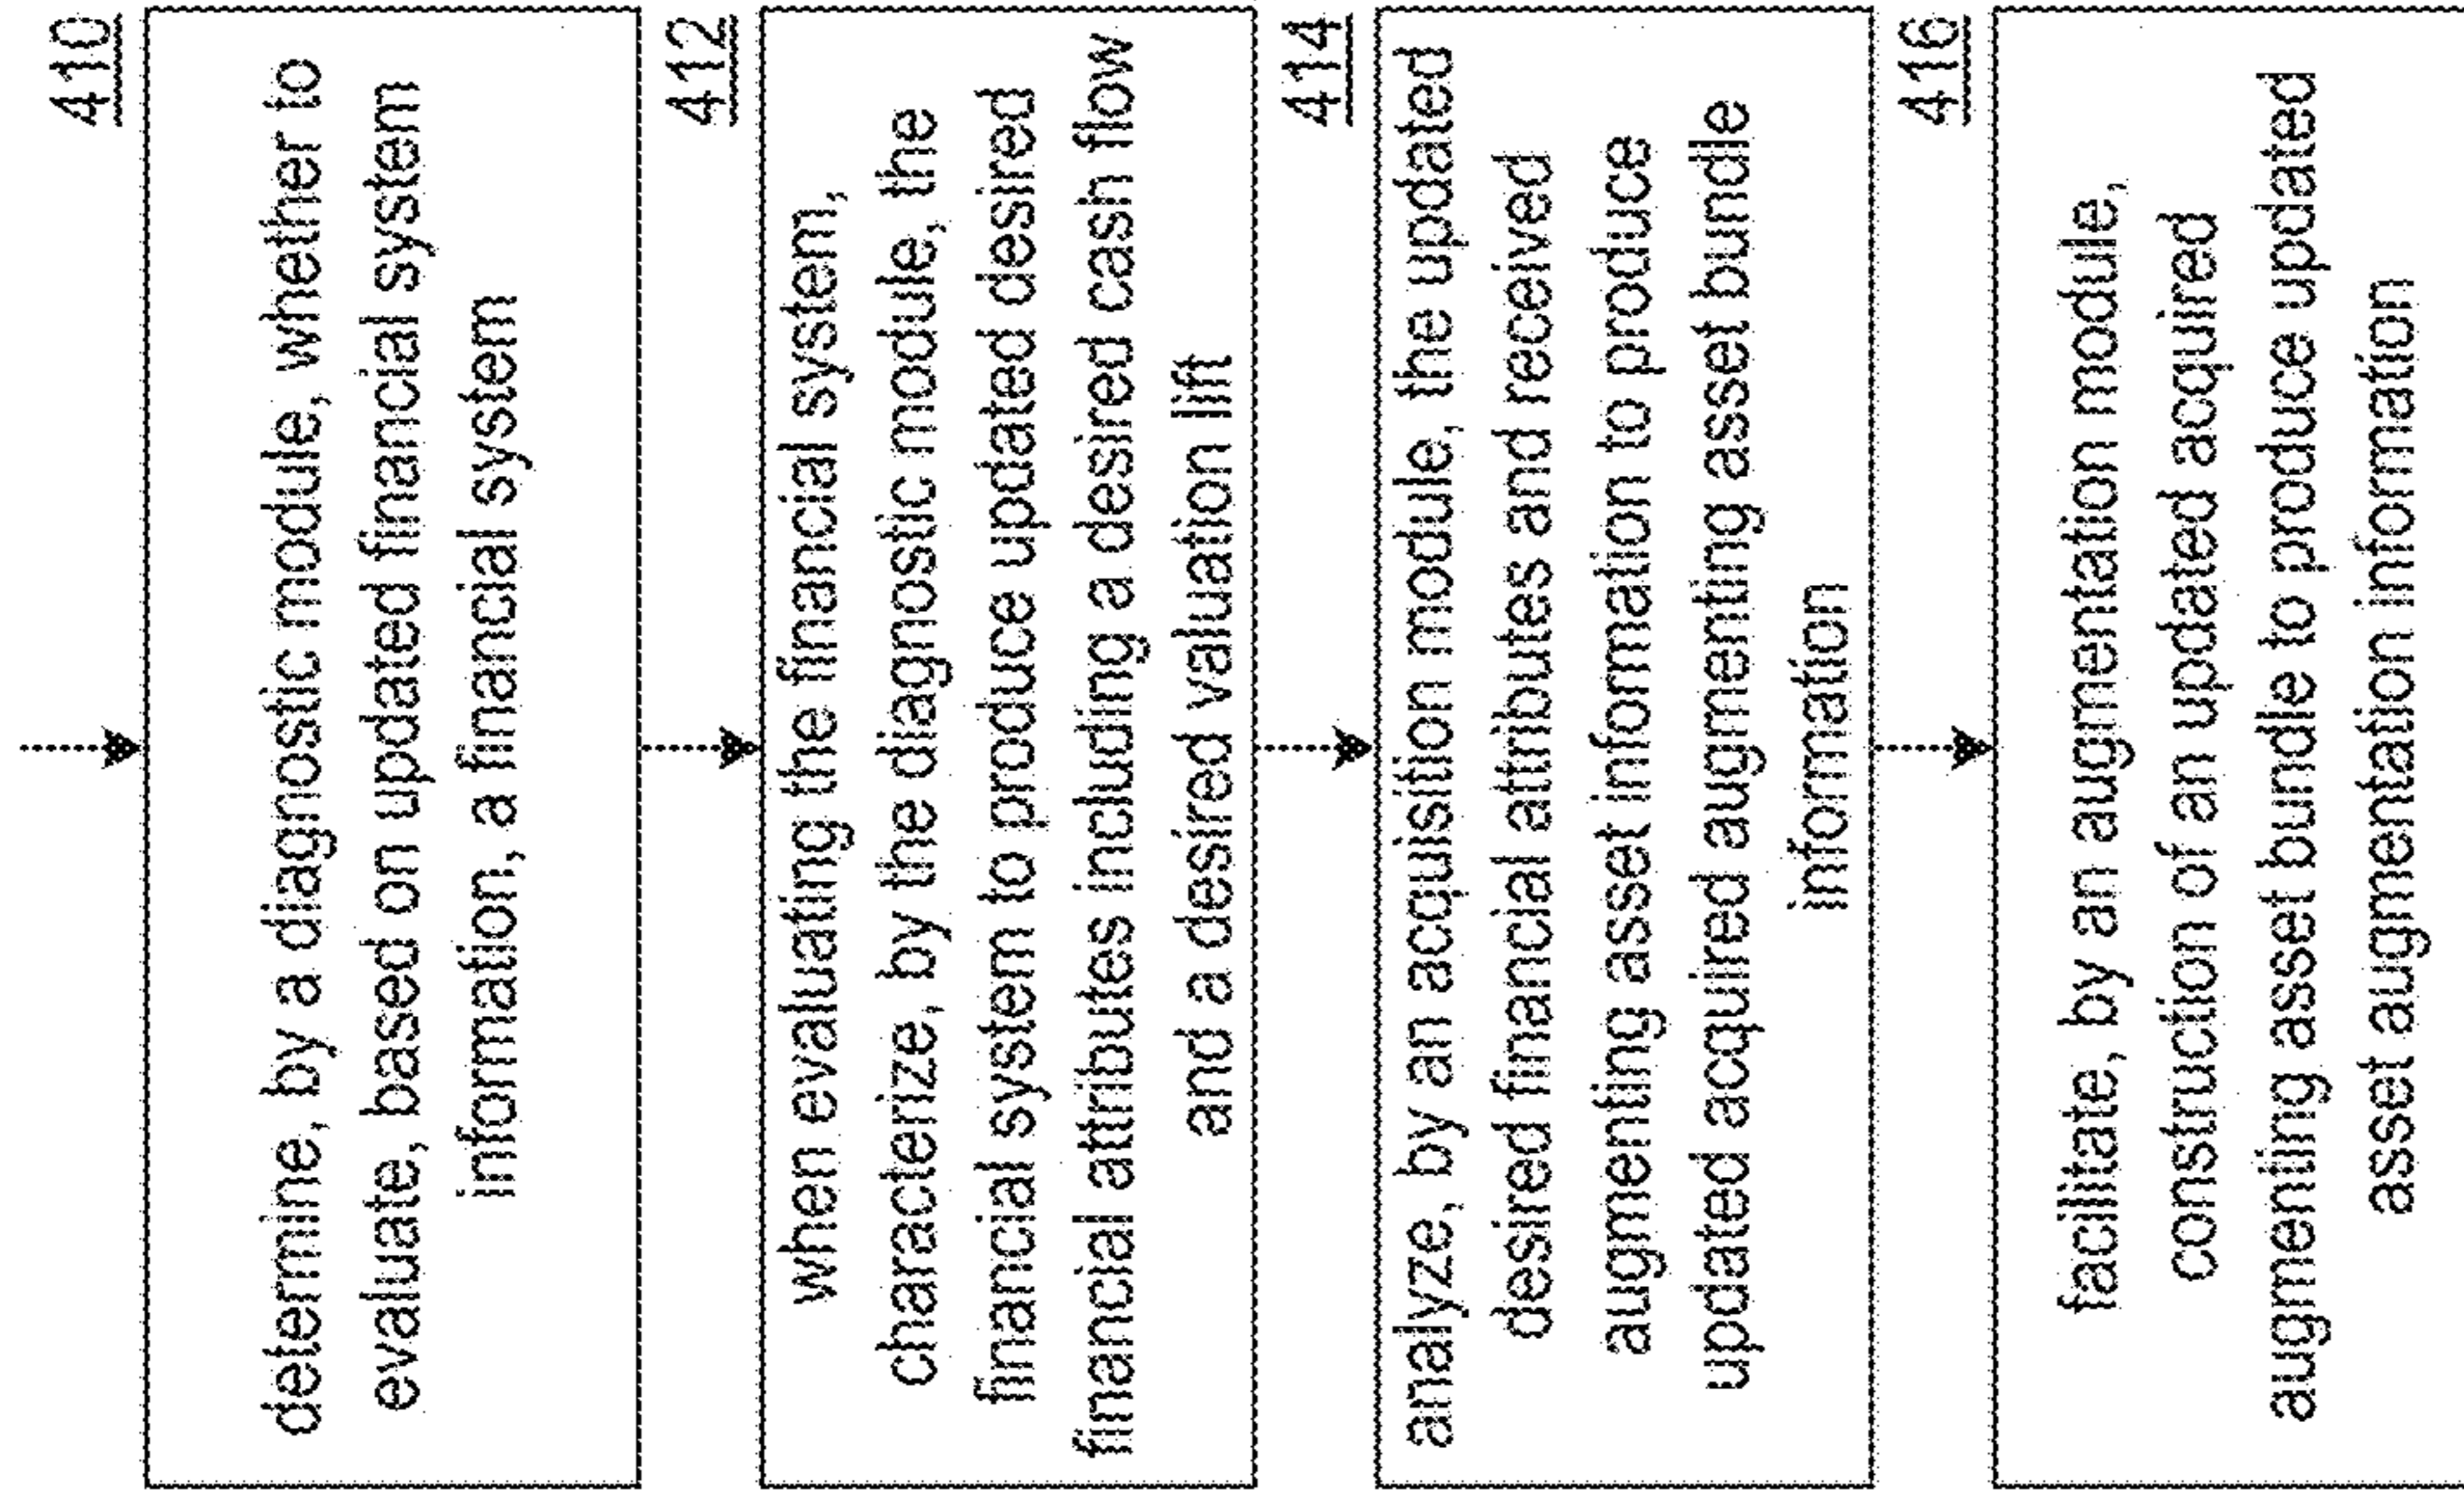 410
determine, by a diagnostic module, whether to
evaluate, based on updated financial system
information, a financial system
412
when evaluating the financial system,
characterize, by the diagnostic module, the
financial system to produce updated desired
financial attributes including a desired cash flow
and a desired valuation lift
414
analyze, by an acquisition module, the updated
desired financial attributes and received
augmenting asset information to produce
updated acquired augmenting asset bundle
information
416
facilitate, by an augmentation module,
construction of an updated acquired
augmenting asset bundle to produce updated
asset augmentation information